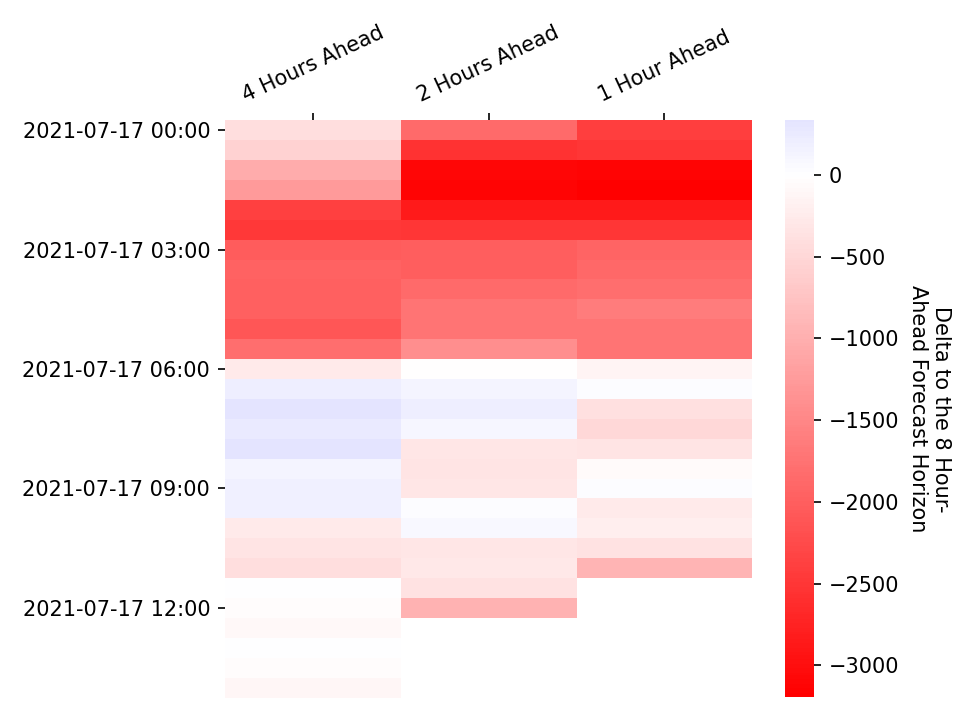 4 Hours Ahead
2 Hours Ahead
1 Hour Ahead
2021-07-17 00:00
2021-07-17 03:00
2021-07-17 06:00
2021-07-17 09:00
2021-07-17 12:00
0
−500
−1000
−1500
−2000
−2500
−3000
Delta to the 8 Hour-
Ahead Forecast Horizon